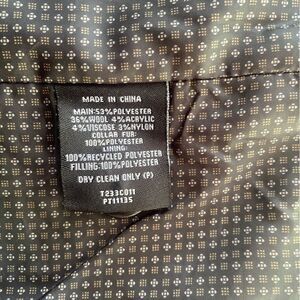 MADE IN CHINA
MAIN:53%POLYESTER
36%WOOL 4%ACRYLIC
4%VISCOSE 3%NYLON
COLLAR FUR:
100%POLYESTER
LINING:
100%RECYCLED POLYESTER
FILLING:100%POLYESTER
DRY CLEAN ONLY (P)
T233C011
PT11135